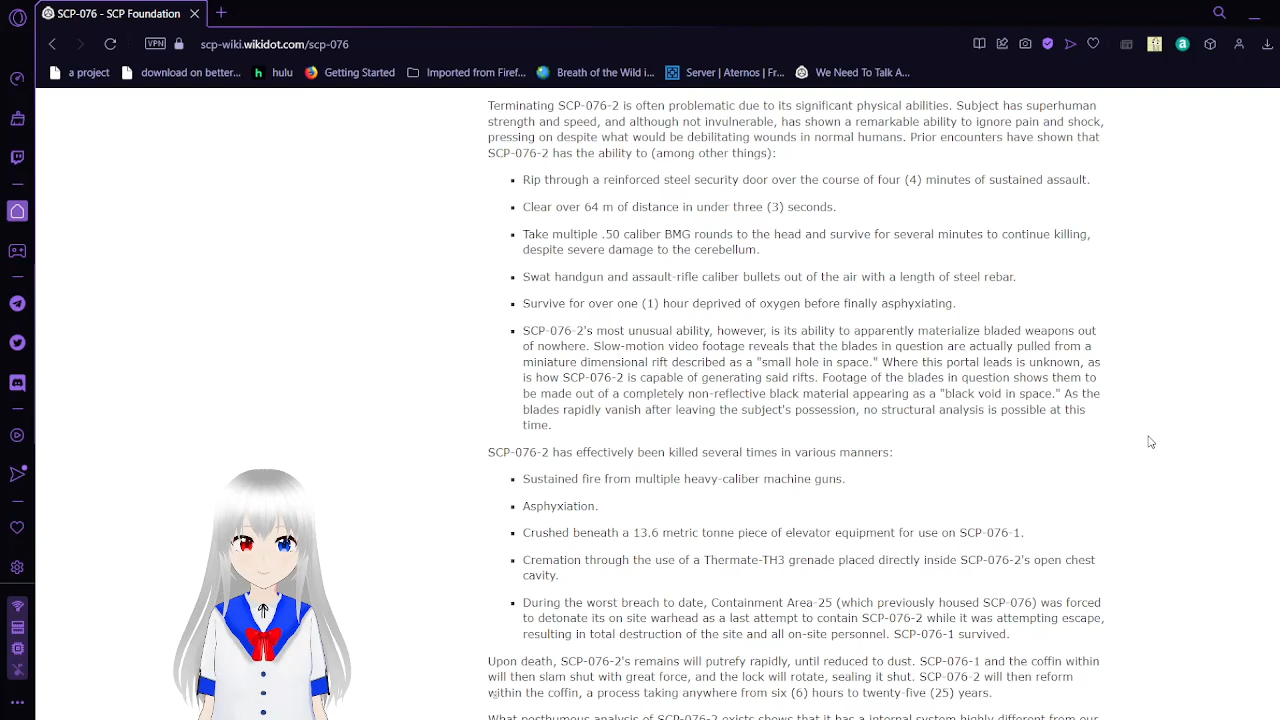 SCP-076 - SCP Foundation
VPN
scp-wiki.wikidot.com/scp-076
a project
download on better...
hulu
Getting Started
Imported from Firef...
Breath of the Wild i...
Server | Aternos | Fr...
We Need To Talk A...
Terminating SCP-076-2 is often problematic due to its significant physical abilities. Subject has superhuman
strength and speed, and although not invulnerable, has shown a remarkable ability to ignore pain and shock,
pressing on despite what would be debilitating wounds in normal humans. Prior encounters have shown that
SCP-076-2 has the ability to (among other things):
Rip through a reinforced steel security door over the course of four (4) minutes of sustained assault.
Clear over 64 m of distance in under three (3) seconds.
Take multiple .50 caliber BMG rounds to the head and survive for several minutes to continue killing,
despite severe damage to the cerebellum.
Swat handgun and assault-rifle caliber bullets out of the air with a length of steel rebar.
Survive for over one (1) hour deprived of oxygen before finally asphyxiating.
SCP-076-2's most unusual ability, however, is its ability to apparently materialize bladed weapons out
of nowhere. Slow-motion video footage reveals that the blades in question are actually pulled from a
miniature dimensional rift described as a "small hole in space." Where this portal leads is unknown, as
is how SCP-076-2 is capable of generating said rifts. Footage of the blades in question shows them to
be made out of a completely non-reflective black material appearing as a "black void in space." As the
blades rapidly vanish after leaving the subject's possession, no structural analysis is possible at this
time.
SCP-076-2 has effectively been killed several times in various manners:
Sustained fire from multiple heavy-caliber machine guns.
Asphyxiation.
Crushed beneath a 13.6 metric tonne piece of elevator equipment for use on SCP-076-1.
Cremation through the use of a Thermate-TH3 grenade placed directly inside SCP-076-2's open chest
cavity.
During the worst breach to date, Containment Area-25 (which previously housed SCP-076) was forced
to detonate its on site warhead as a last attempt to contain SCP-076-2 while it was attempting escape,
resulting in total destruction of the site and all on-site personnel. SCP-076-1 survived.
Upon death, SCP-076-2's remains will putrefy rapidly, until reduced to dust. SCP-076-1 and the coffin within
will then slam shut with great force, and the lock will rotate, sealing it shut. SCP-076-2 will then reform
within the coffin, a process taking anywhere from six (6) hours to twenty-five (25) years.
What posthumous analysis of SCP-076-2 exists shows that it has a internal system highly different from our